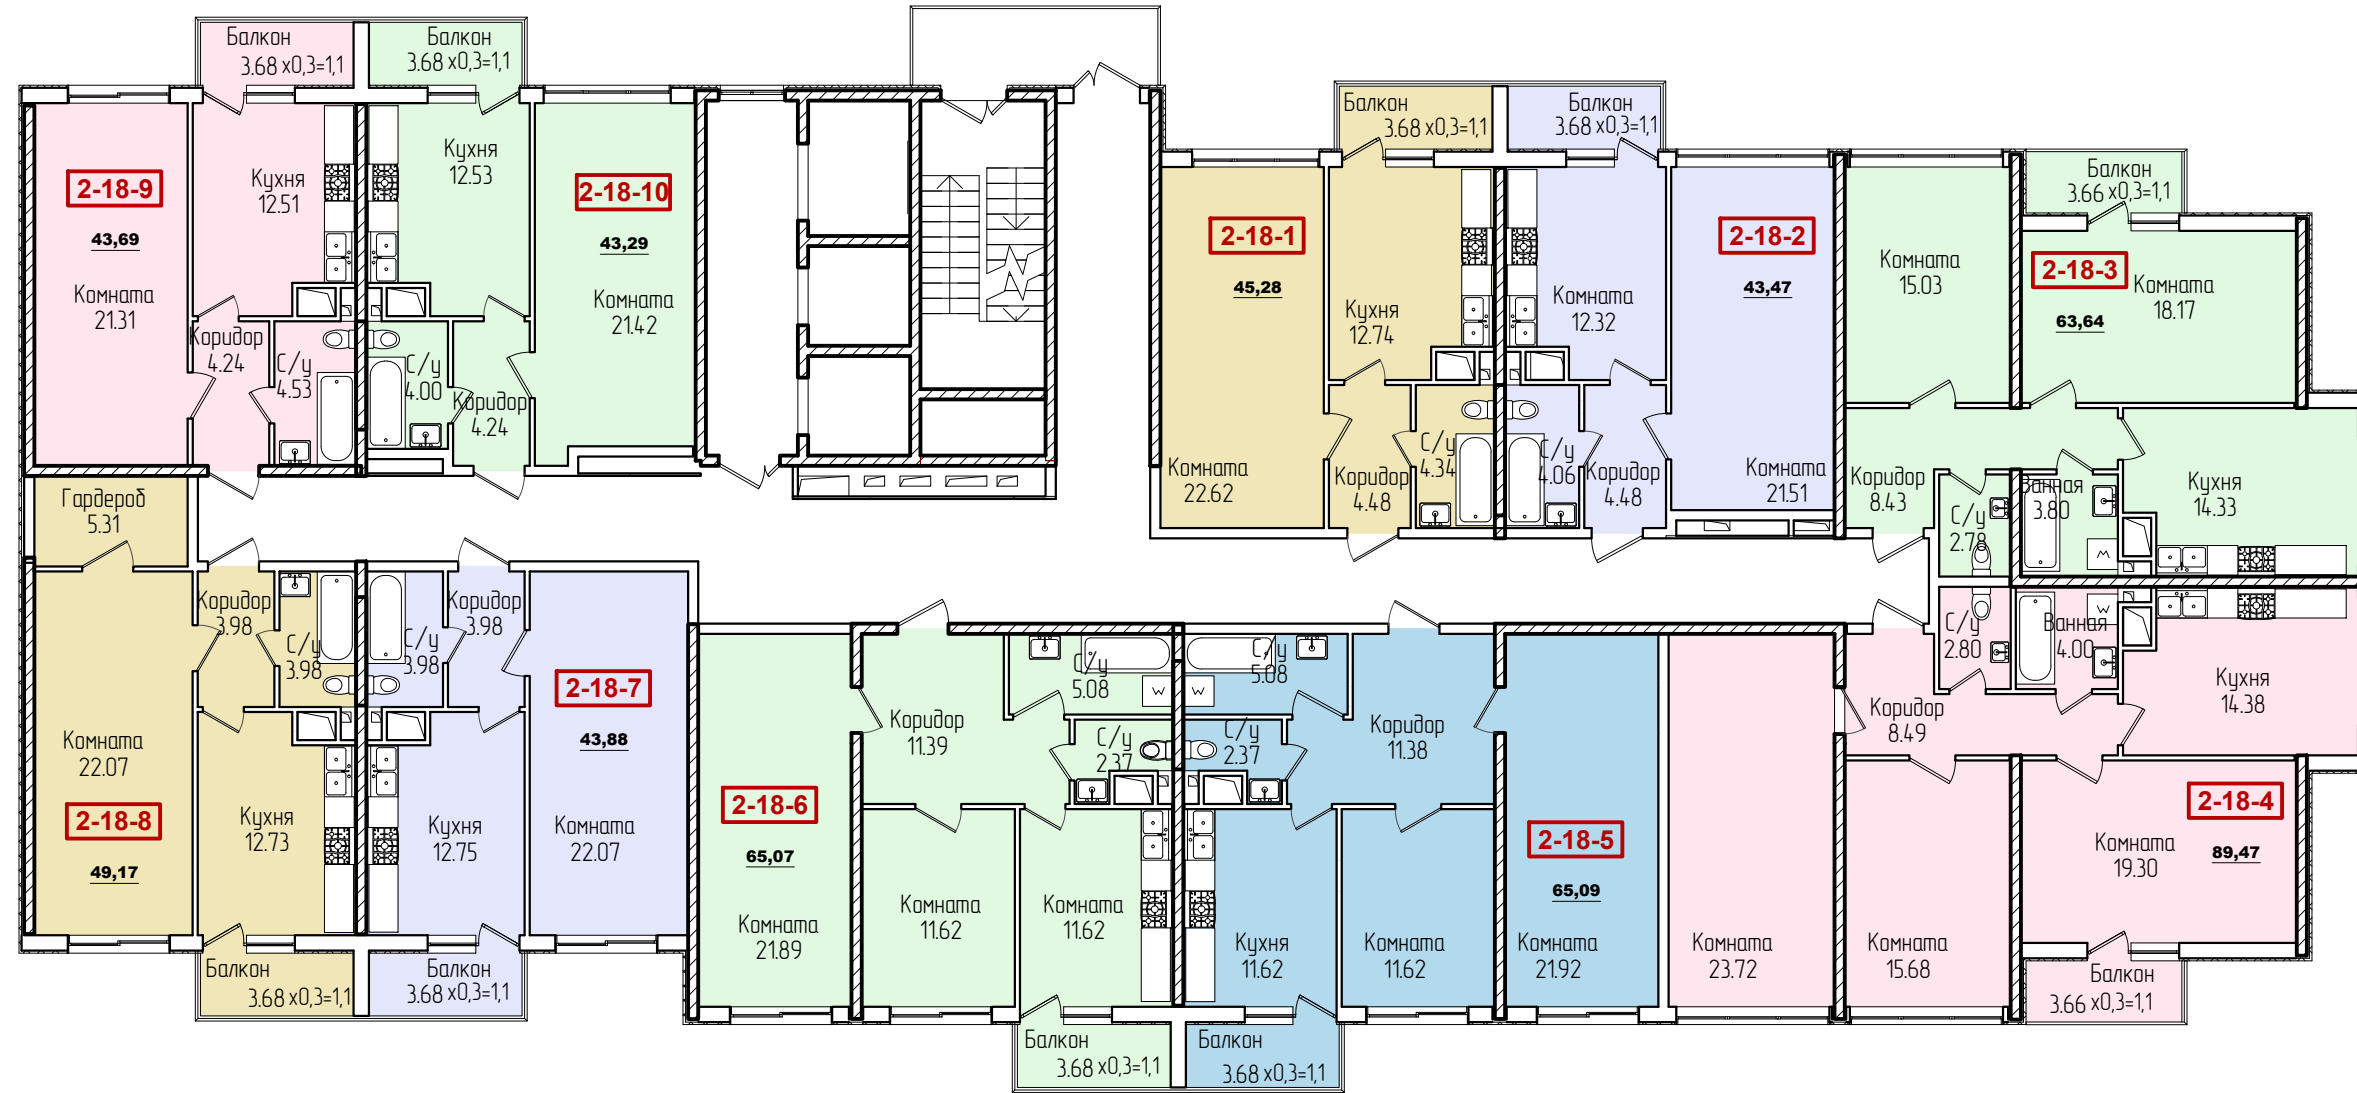 Балкон
3.68 x0,3=1,1
Балкон
3.68 x0,3=1,1
2-18-9
43,69
Комната
21.31
Кухня
12.51
Коридор
4.24
С/у
4.53
Кухня
12.53
2-18-10
43,29
Комната
21.42
С/у
4.00
Коридор
4.24
Балкон
3.68 x0,3=1,1
Балкон
3.68 x0,3=1,1
2-18-1
45,28
Кухня
12.74
Комната
22.62
Коридор
4.48
С/у
4.34
Комната
12.32
2-18-2
43,47
С/у
4.06
Коридор
4.48
Комната
21.51
Балкон
3.66 x0,3=1,1
Комната
15.03
2-18-3
63,64
Комната
18.17
Коридор
8.43
С/у
2.78
Ванная
3.80
Кухня
14.33
М
Гардероб
5.31
Коридор
3.98
С/у
3.98
Комната
22.07
2-18-8
49,17
Кухня
12.73
Балкон
3.68 x0,3=1,1
С/у
3.98
Коридор
3.98
2-18-7
43,88
Кухня
12.75
Комната
22.07
Балкон
3.68 x0,3=1,1
2-18-6
65,07
Комната
21.89
Коридор
11.39
С/у
5.08
W
С/у
2.37
Комната
11.62
Комната
11.62
Балкон
3.68 x0,3=1,1
С/у
5.08
W
С/у
2.37
Коридор
11.38
Кухня
11.62
Комната
11.62
2-18-5
65,09
Комната
21.92
Балкон
3.68 x0,3=1,1
С/у
2.80
Ванная
4.00
W
Кухня
14.38
Коридор
8.49
2-18-4
89,47
Комната
19.30
Комната
23.72
Комната
15.68
Балкон
3.66 x0,3=1,1